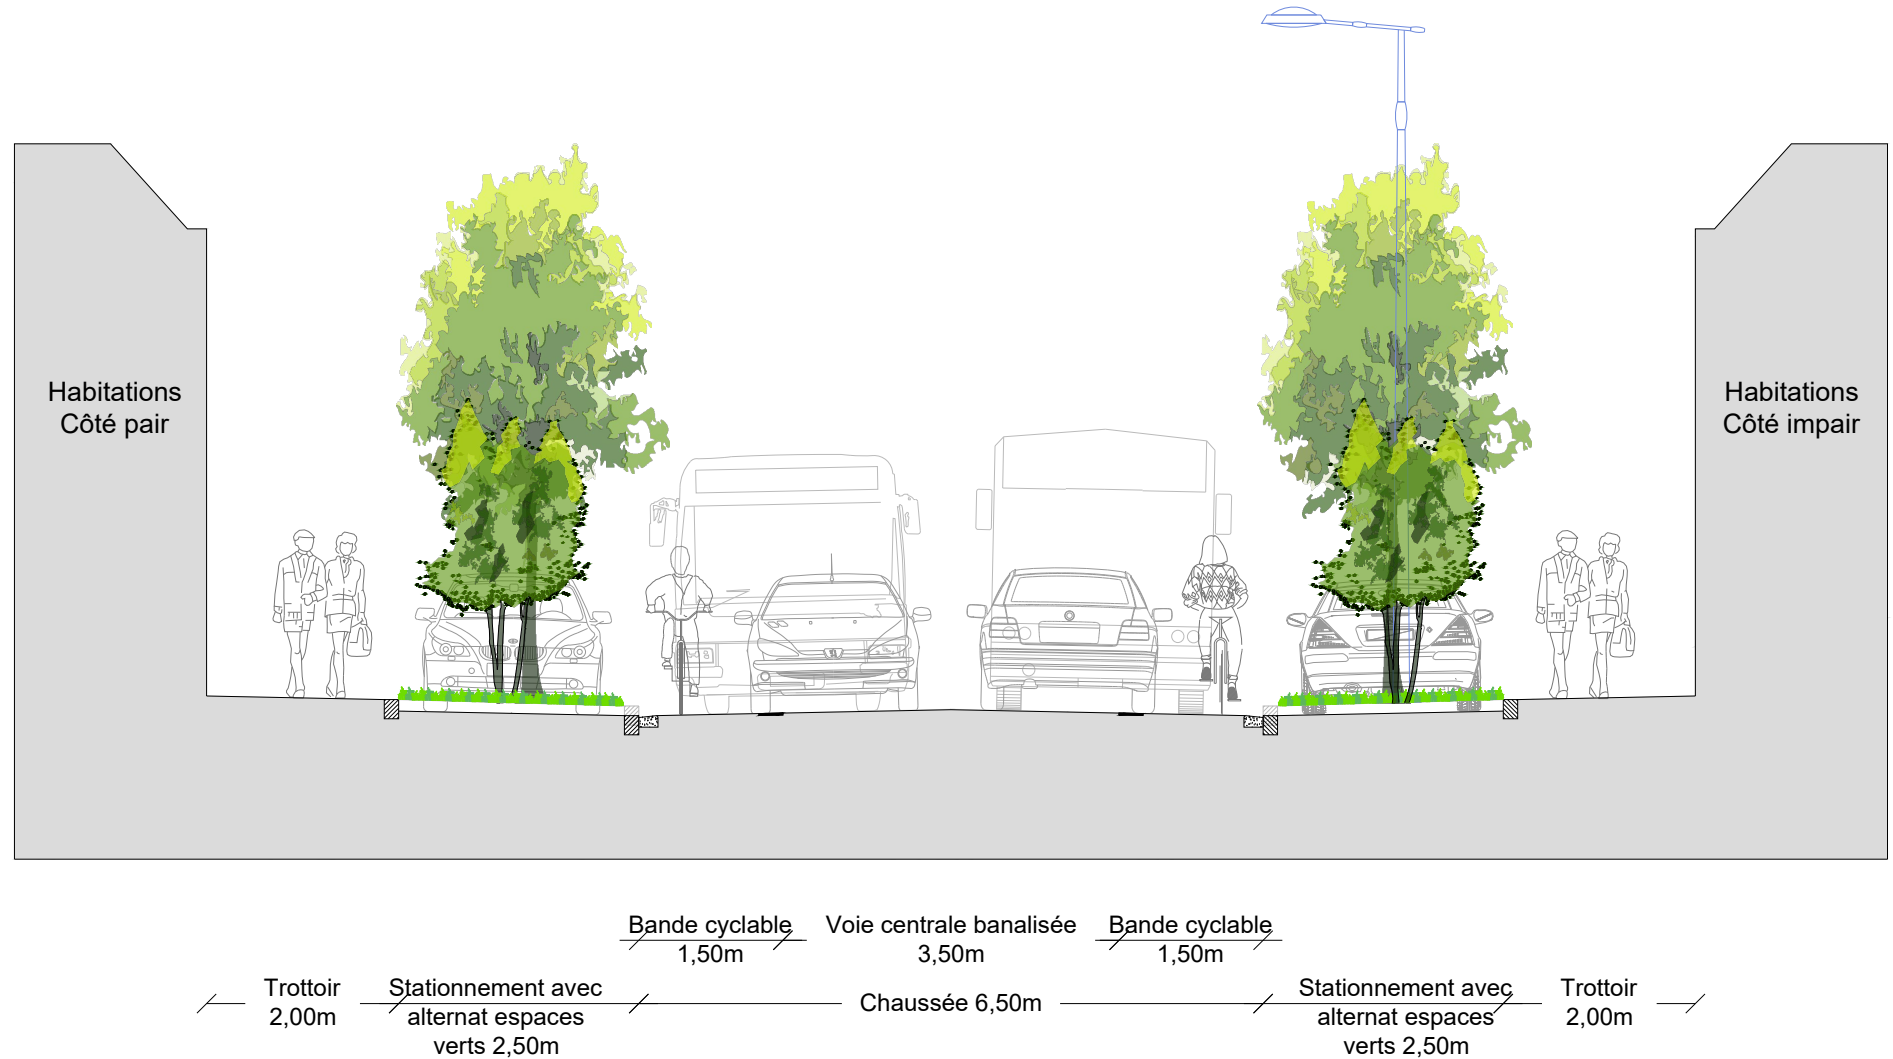 Habitations
Côté pair
Habitations
Côté impair
Bande cyclable
1,50m
Voie centrale banalisée
3,50m
Bande cyclable
1,50m
Trottoir
2,00m
Stationnement avec
alternat espaces
verts 2,50m
Chaussée 6,50m
Stationnement avec
alternat espaces
verts 2,50m
Trottoir
2,00m